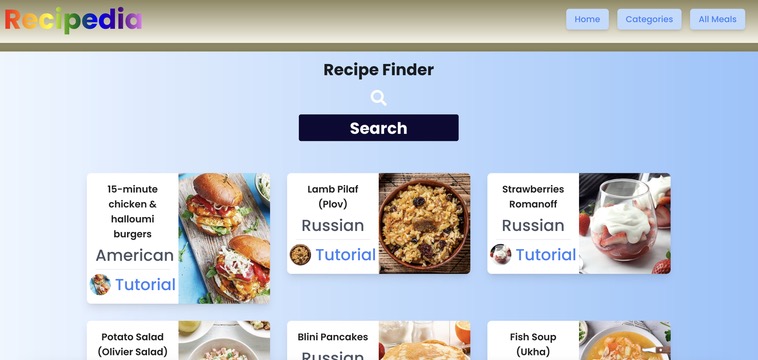 Recipedia
Home
Categories
All Meals
Recipe Finder
Search
15-minute
chicken &
halloumi
burgers
American
Tutorial
Lamb Pilaf
(Plov)
Russian
Tutorial
Strawberries
Romanoff
Russian
Tutorial
Potato Salad
(Olivier Salad)
Blini Pancakes
Russian
Fish Soup
(Ukha)